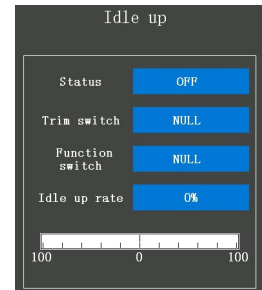 Idle up
Status OFF
Trim switch NULL
Function
switch NULL
Idle up rate 0%
100 0 100